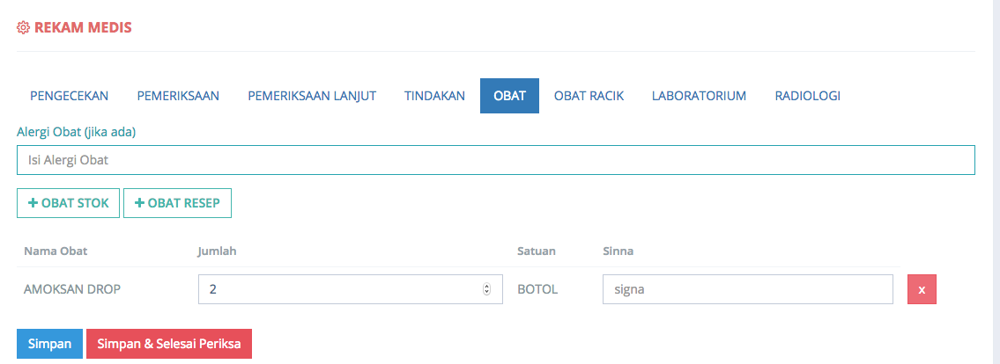 REKAM MEDIS
PENGECEKAN PEMERIKSAAN PEMERIKSAAN LANJUT TINDAKAN OBAT OBAT RACIK LABORATORIUM RADIOLOGI
Alergi Obat (jika ada)
Isi Alergi Obat
+ OBAT STOK + OBAT RESEP
Nama Obat Jumlah Satuan Sinna
AMOKSAN DROP 2 BOTOL signa x
Simpan Simpan & Selesai Periksa